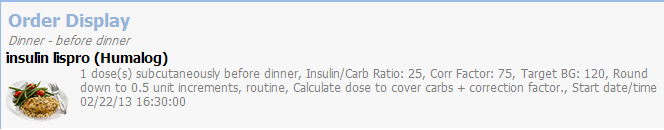 Order Display
Dinner - before dinner
insulin lispro (Humalog)
1 dose(s) subcutaneously before dinner, Insulin/Carb Ratio: 25, Corr Factor: 75, Target BG: 120, Round
down to 0.5 unit increments, routine, Calculate dose to cover carbs + correction factor., Start date/time
02/22/13 16:30:00